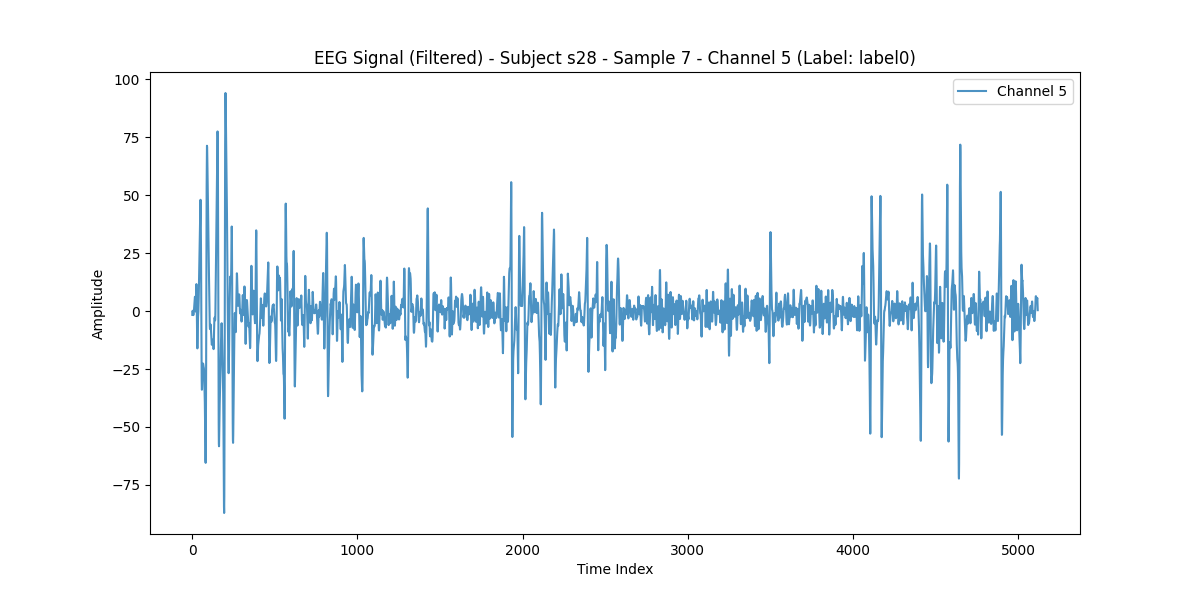 EEG Signal (Filtered) - Subject s28 - Sample 7 - Channel 5 (Label: label0)
Channel 5
100
75
50
25
0
−25
−50
−75
Amplitude
0 1000 2000 3000 4000 5000
Time Index